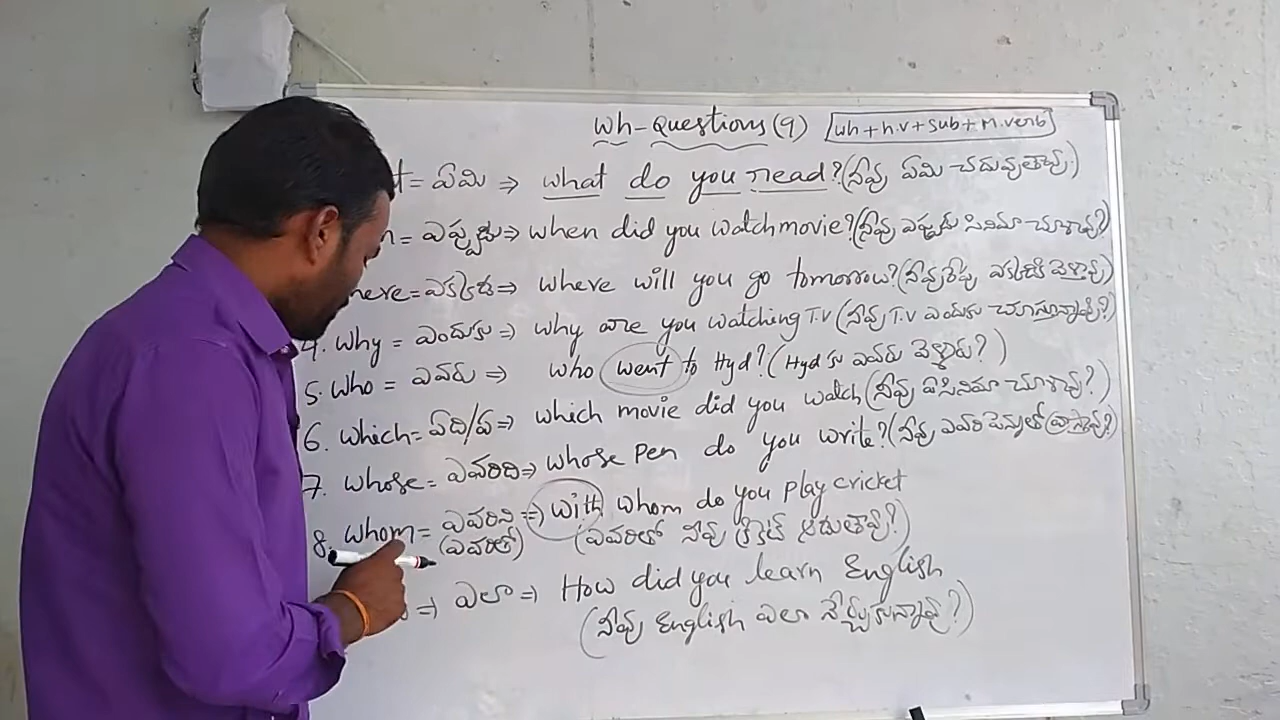 Wh-Questions (9) wh + h.v + sub + M.verb
t = ఏమి ⇒ what do you read? (నీవు ఏమి చదువుతావు)
n = ఎప్పుడు ⇒ when did you watch movie? (నీవు ఎప్పుడు సినిమా చూశావు?)
here = ఎక్కడ ⇒ where will you go tomorrow? (నీవు రేపు ఎక్కడికి వెళ్తావు)
4. Why = ఎందుకు ⇒ why are you watching T.V (నీవు T.V ఎందుకు చూస్తున్నావు?)
5. Who = ఎవరు ⇒ who went to Hyd? (Hyd కు ఎవరు వెళ్ళారు?)
6. Which = ఏది/ఏ ⇒ which movie did you watch (నీవు ఏ సినిమా చూశావు?)
7. Whose = ఎవరిది ⇒ whose pen do you write? (నీవు ఎవరి పెన్నుతో వ్రాస్తావు?)
8. Whom = ఎవరిని ⇒ with whom do you play cricket
(ఎవరితో) (ఎవరితో నీవు క్రికెట్ ఆడుతావు?)
⇒ ఎలా ⇒ How did you learn English
(నీవు English ఎలా నేర్చుకున్నావు?)